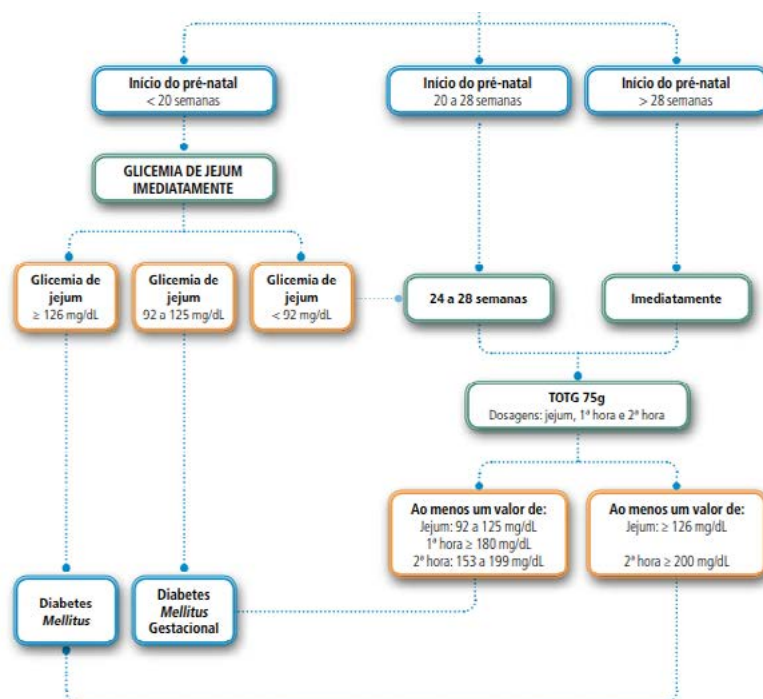 Início do pré-natal
< 20 semanas
Início do pré-natal
20 a 28 semanas
Início do pré-natal
> 28 semanas
GLICEMIA DE JEJUM
IMEDIATAMENTE
Glicemia de
jejum
≥ 126 mg/dL
Glicemia de
jejum
92 a 125 mg/dL
Glicemia de
jejum
< 92 mg/dL
24 a 28 semanas
Imediatamente
TOTG 75g
Dosagens: jejum, 1ª hora e 2ª hora
Ao menos um valor de:
Jejum: 92 a 125 mg/dL
1ª hora ≥ 180 mg/dL
2ª hora: 153 a 199 mg/dL
Ao menos um valor de:
Jejum: ≥ 126 mg/dL
2ª hora ≥ 200 mg/dL
Diabetes
Mellitus
Diabetes
Mellitus
Gestacional